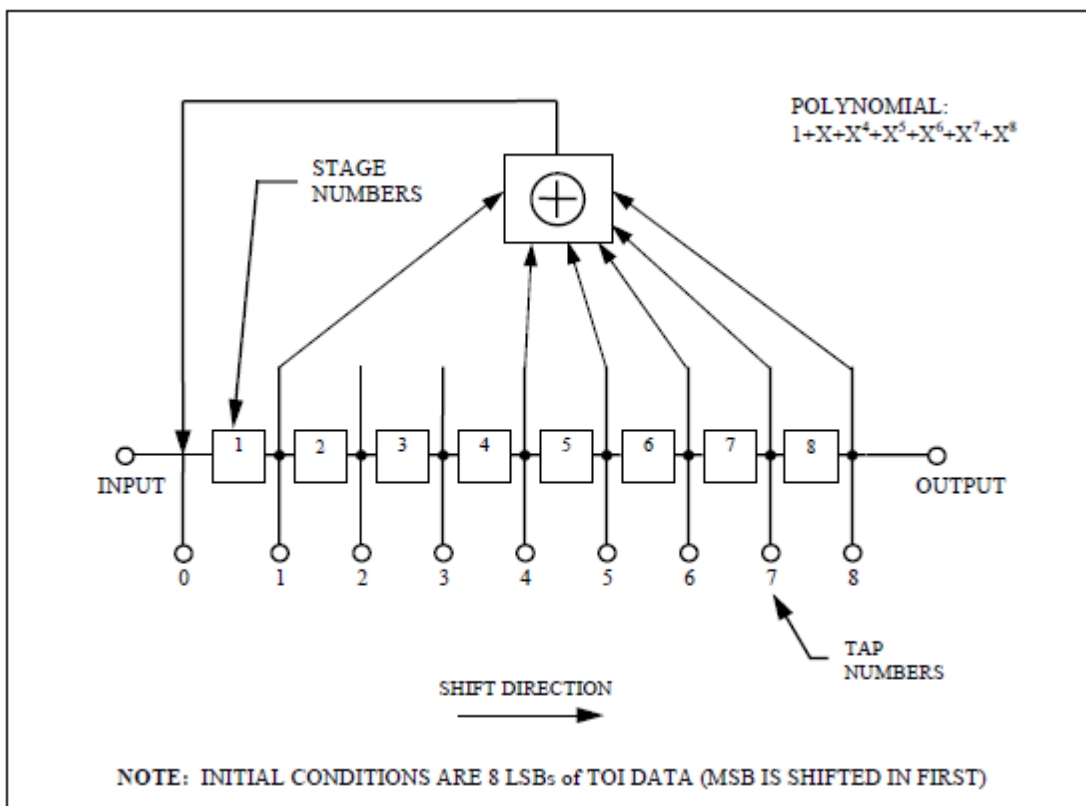 POLYNOMIAL:
1+X+X⁴+X⁵+X⁶+X⁷+X⁸
STAGE
NUMBERS
1 2 3 4 5 6 7 8
INPUT
OUTPUT
0 1 2 3 4 5 6 7 8
TAP
NUMBERS
SHIFT DIRECTION
NOTE: INITIAL CONDITIONS ARE 8 LSBs of TOI DATA (MSB IS SHIFTED IN FIRST)